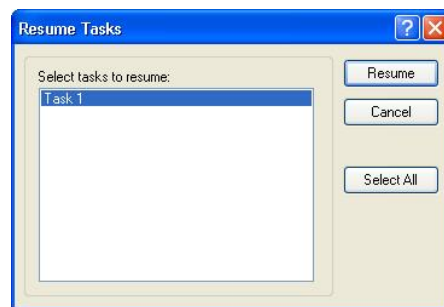 Resume Tasks
Select tasks to resume:
Task 1
Resume
Cancel
Select All